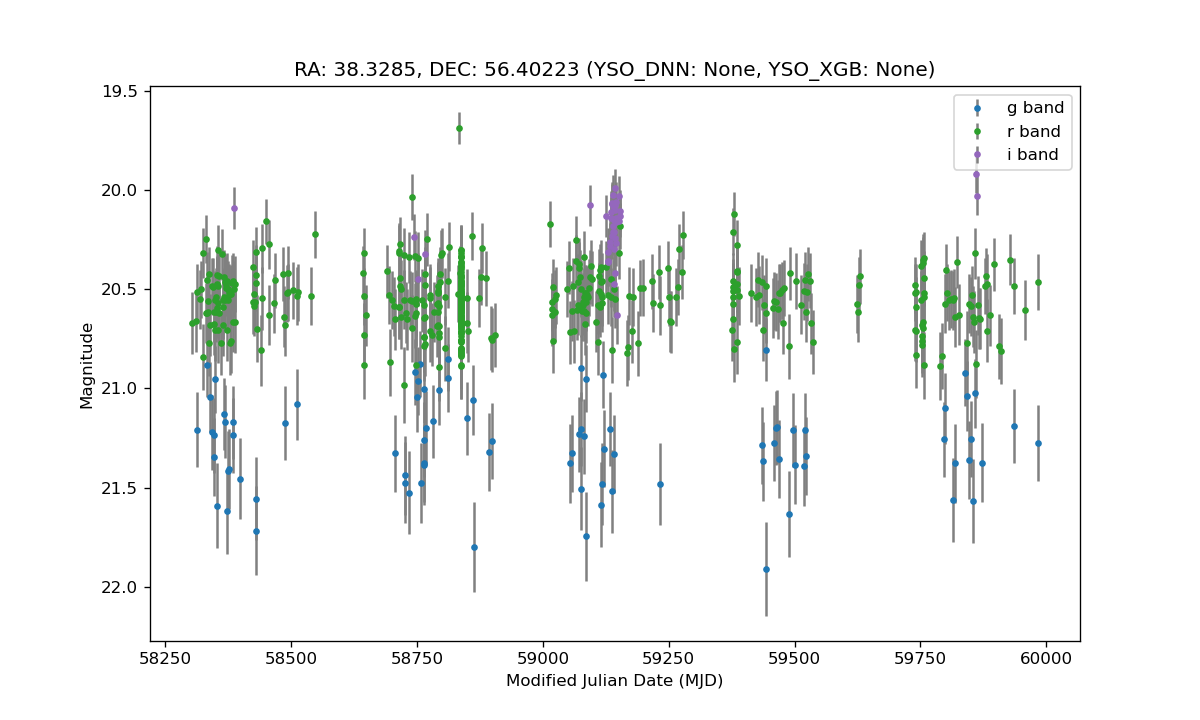 RA: 38.3285, DEC: 56.40223 (YSO_DNN: None, YSO_XGB: None)
g band
r band
i band
19.5
20.0
20.5
21.0
21.5
22.0
Magnitude
58250 58500 58750 59000 59250 59500 59750 60000
Modified Julian Date (MJD)